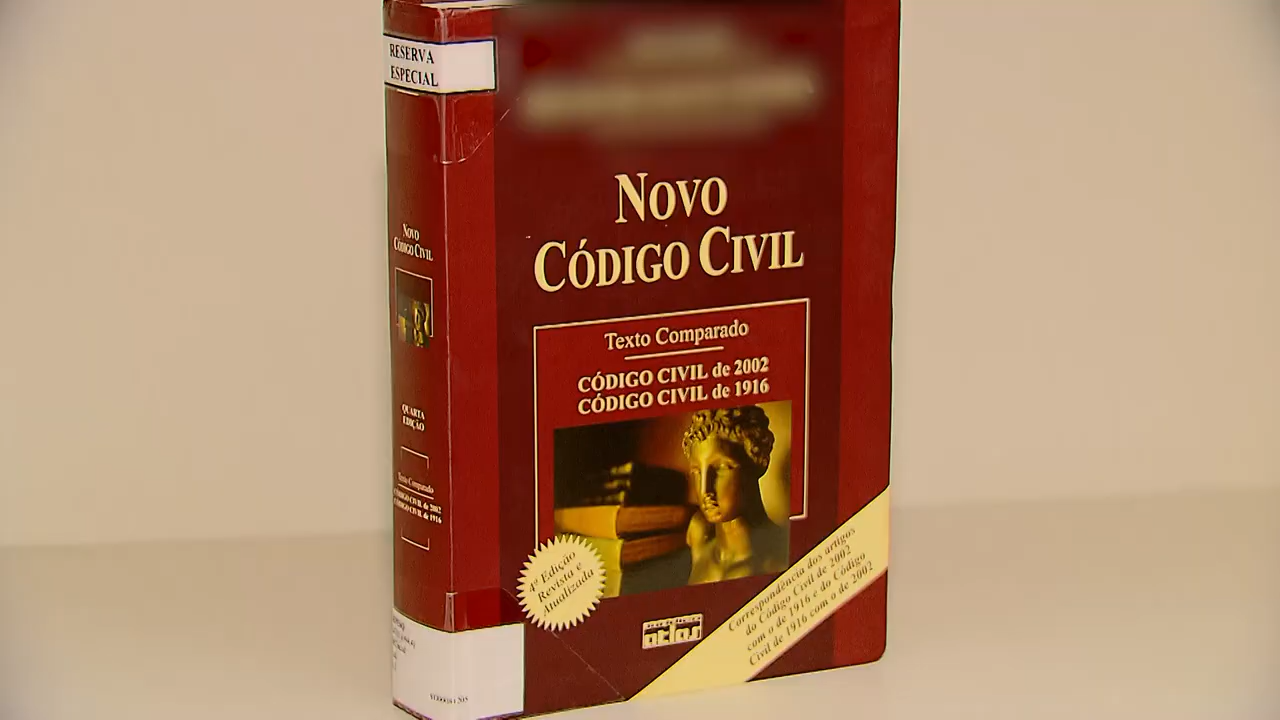 RESERVA
ESPECIAL
NOVO
CÓDIGO CIVIL
QUARTA
EDIÇÃO
Texto Comparado
CÓDIGO CIVIL de 2002
CÓDIGO CIVIL de 1916
NOVO
CÓDIGO CIVIL
Texto Comparado
CÓDIGO CIVIL de 2002
CÓDIGO CIVIL de 1916
4ª Edição
Revista e
Atualizada
atlas
Correspondência dos artigos
do Código Civil de 2002
com o de 1916 e do Código
Civil de 1916 com o de 2002